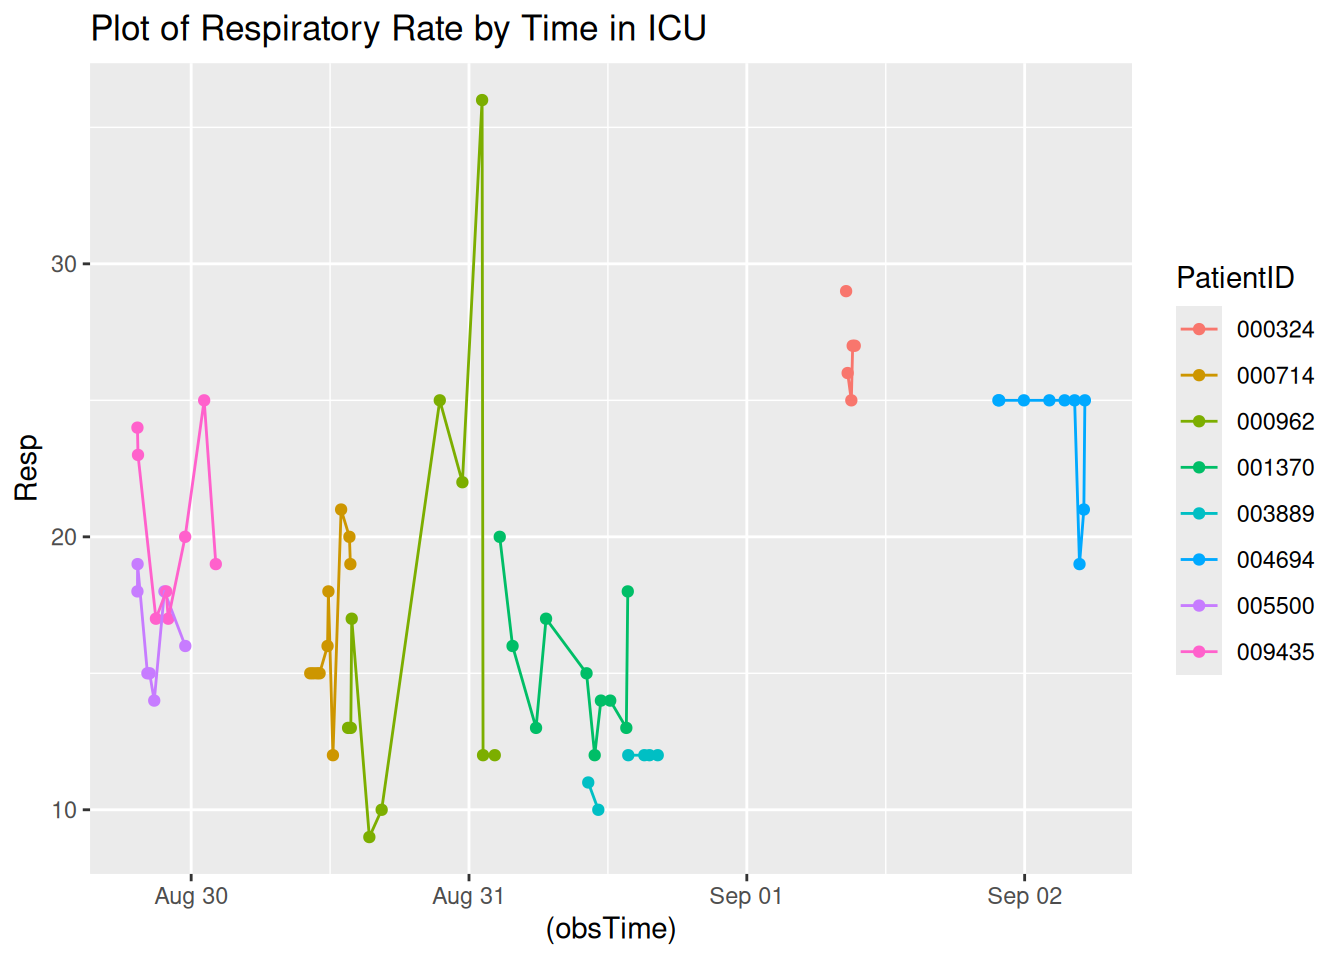 Plot of Respiratory Rate by Time in ICU
Resp
30
20
10
Aug 30
Aug 31
Sep 01
Sep 02
(obsTime)
PatientID
000324
000714
000962
001370
003889
004694
005500
009435